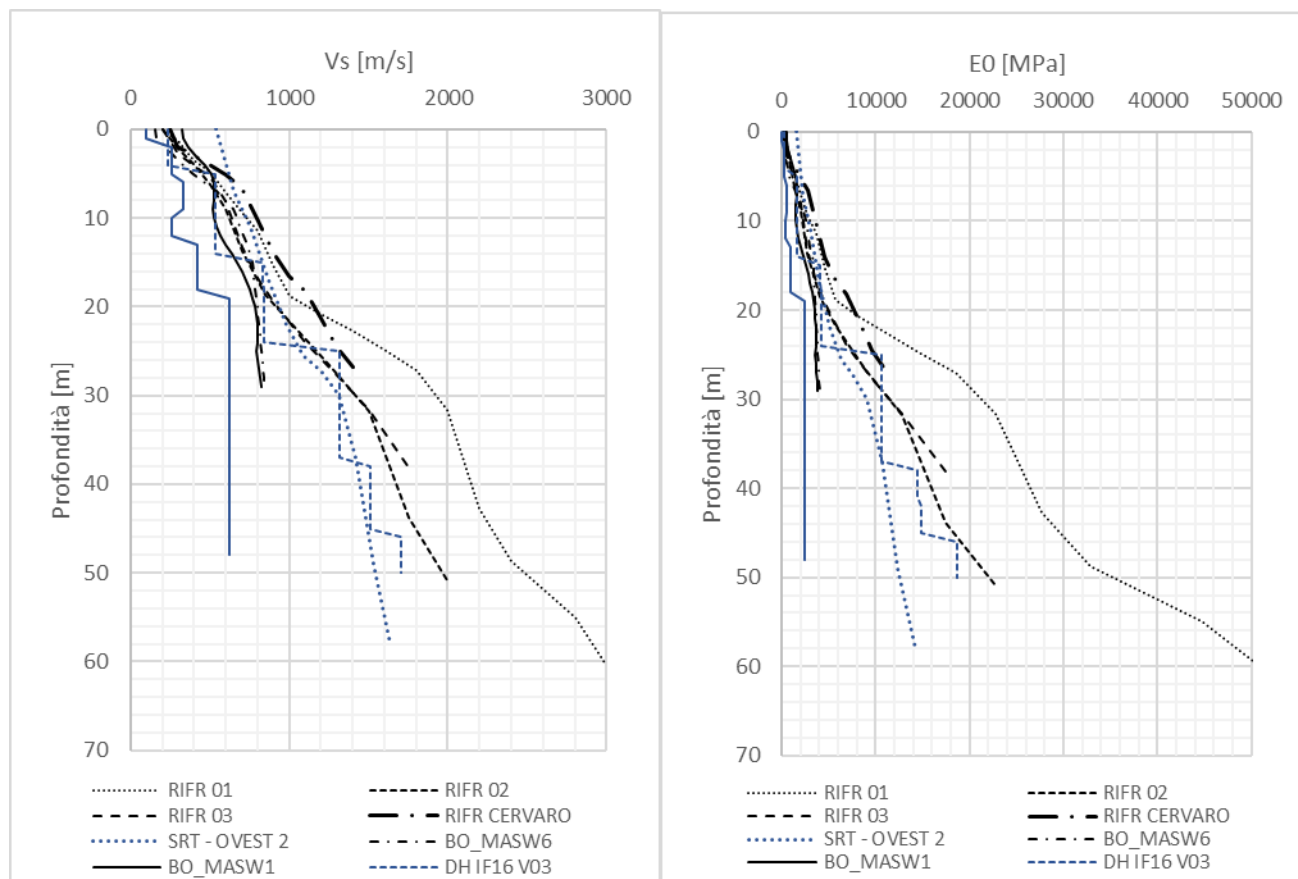 Vs [m/s]
0 1000 2000 3000
0
10
20
30
40
50
60
70
Profondità [m]
RIFR 01 RIFR 02
RIFR 03 RIFR CERVARO
SRT - OVEST 2 BO_MASW6
BO_MASW1 DH IF16 V03
E0 [MPa]
0 10000 20000 30000 40000 50000
0
10
20
30
40
50
60
70
Profondità [m]
RIFR 01 RIFR 02
RIFR 03 RIFR CERVARO
SRT - OVEST 2 BO_MASW6
BO_MASW1 DH IF16 V03